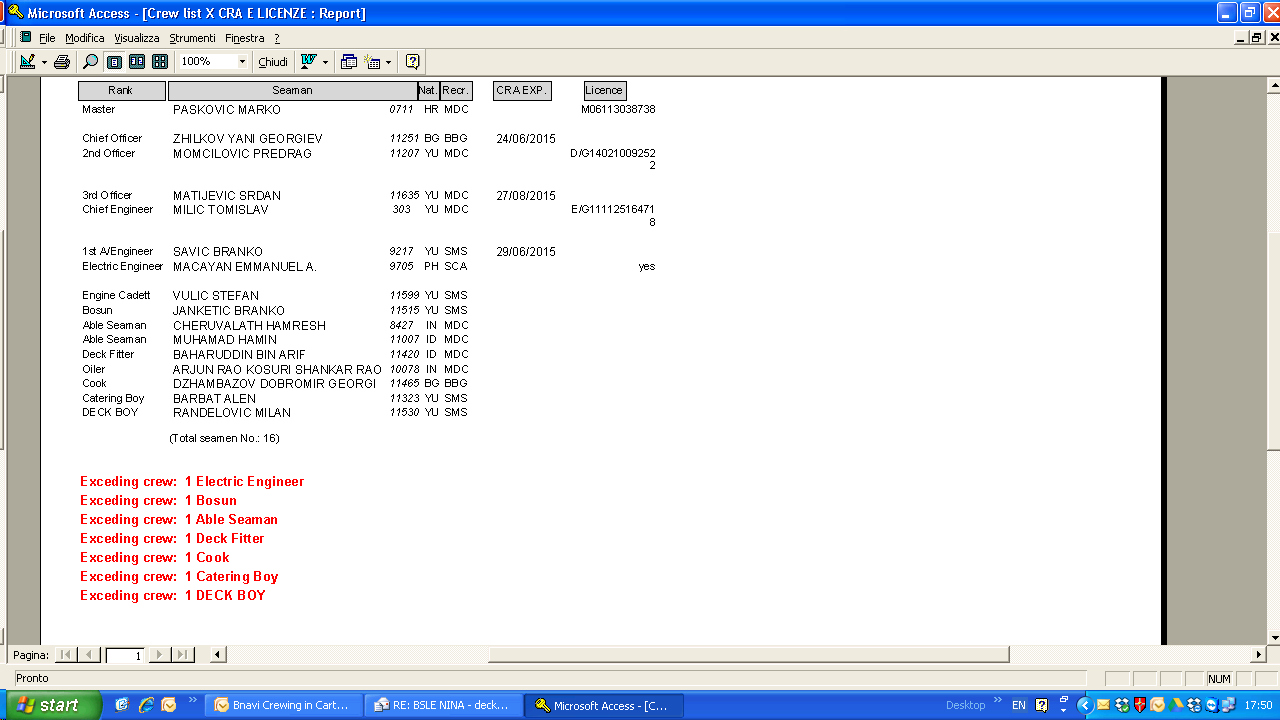 Microsoft Access - [Crew list X CRA E LICENZE : Report]
File Modifica Visualizza Strumenti Finestra ?
100% Chiudi
Rank Seaman Nat. Recr. CRA EXP. Licence
Master PASKOVIC MARKO 0711 HR MDC M06113038738
Chief Officer ZHILKOV YANI GEORGIEV 11251 BG BBG 24/06/2015
2nd Officer MOMCILOVIC PREDRAG 11207 YU MDC D/G14021009252
2
3rd Officer MATIJEVIC SRDAN 11635 YU MDC 27/08/2015
Chief Engineer MILIC TOMISLAV 303 YU MDC E/G11112516471
8
1st A/Engineer SAVIC BRANKO 9217 YU SMS 29/06/2015
Electric Engineer MACAYAN EMMANUEL A. 9705 PH SCA yes
Engine Cadett VULIC STEFAN 11599 YU SMS
Bosun JANKETIC BRANKO 11515 YU SMS
Able Seaman CHERUVALATH HAMRESH 8427 IN MDC
Able Seaman MUHAMAD HAMIN 11007 ID MDC
Deck Fitter BAHARUDDIN BIN ARIF 11420 ID MDC
Oiler ARJUN RAO KOSURI SHANKAR RAO 10078 IN MDC
Cook DZHAMBAZOV DOBROMIR GEORGI 11465 BG BBG
Catering Boy BARBAT ALEN 11323 YU SMS
DECK BOY RANDELOVIC MILAN 11530 YU SMS
(Total seamen No.: 16)
Exceding crew: 1 Electric Engineer
Exceding crew: 1 Bosun
Exceding crew: 1 Able Seaman
Exceding crew: 1 Deck Fitter
Exceding crew: 1 Cook
Exceding crew: 1 Catering Boy
Exceding crew: 1 DECK BOY
Pagina: 1
Pronto NUM
start Bnavi Crewing in Cart... RE: BSLE NINA - deck... Microsoft Access - [C... Desktop EN 17:50